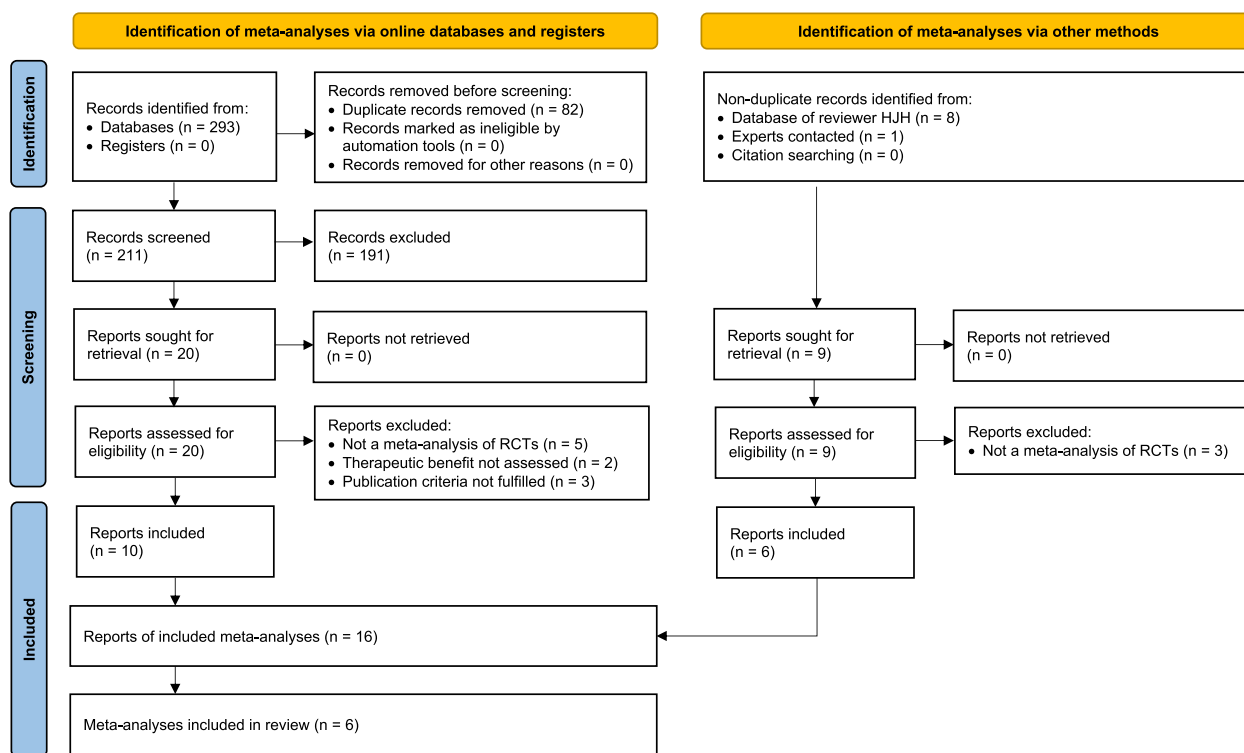 Identification of meta-analyses via online databases and registers
Identification of meta-analyses via other methods
Identification
Records identified from:
• Databases (n = 293)
• Registers (n = 0)
Records removed before screening:
• Duplicate records removed (n = 82)
• Records marked as ineligible by
automation tools (n = 0)
• Records removed for other reasons (n = 0)
Non-duplicate records identified from:
• Database of reviewer HJH (n = 8)
• Experts contacted (n = 1)
• Citation searching (n = 0)
Screening
Records screened
(n = 211)
Records excluded
(n = 191)
Reports sought for
retrieval (n = 20)
Reports not retrieved
(n = 0)
Reports sought for
retrieval (n = 9)
Reports not retrieved
(n = 0)
Reports assessed for
eligibility (n = 20)
Reports excluded:
• Not a meta-analysis of RCTs (n = 5)
• Therapeutic benefit not assessed (n = 2)
• Publication criteria not fulfilled (n = 3)
Reports assessed for
eligibility (n = 9)
Reports excluded:
• Not a meta-analysis of RCTs (n = 3)
Included
Reports included
(n = 10)
Reports included
(n = 6)
Reports of included meta-analyses (n = 16)
Meta-analyses included in review (n = 6)